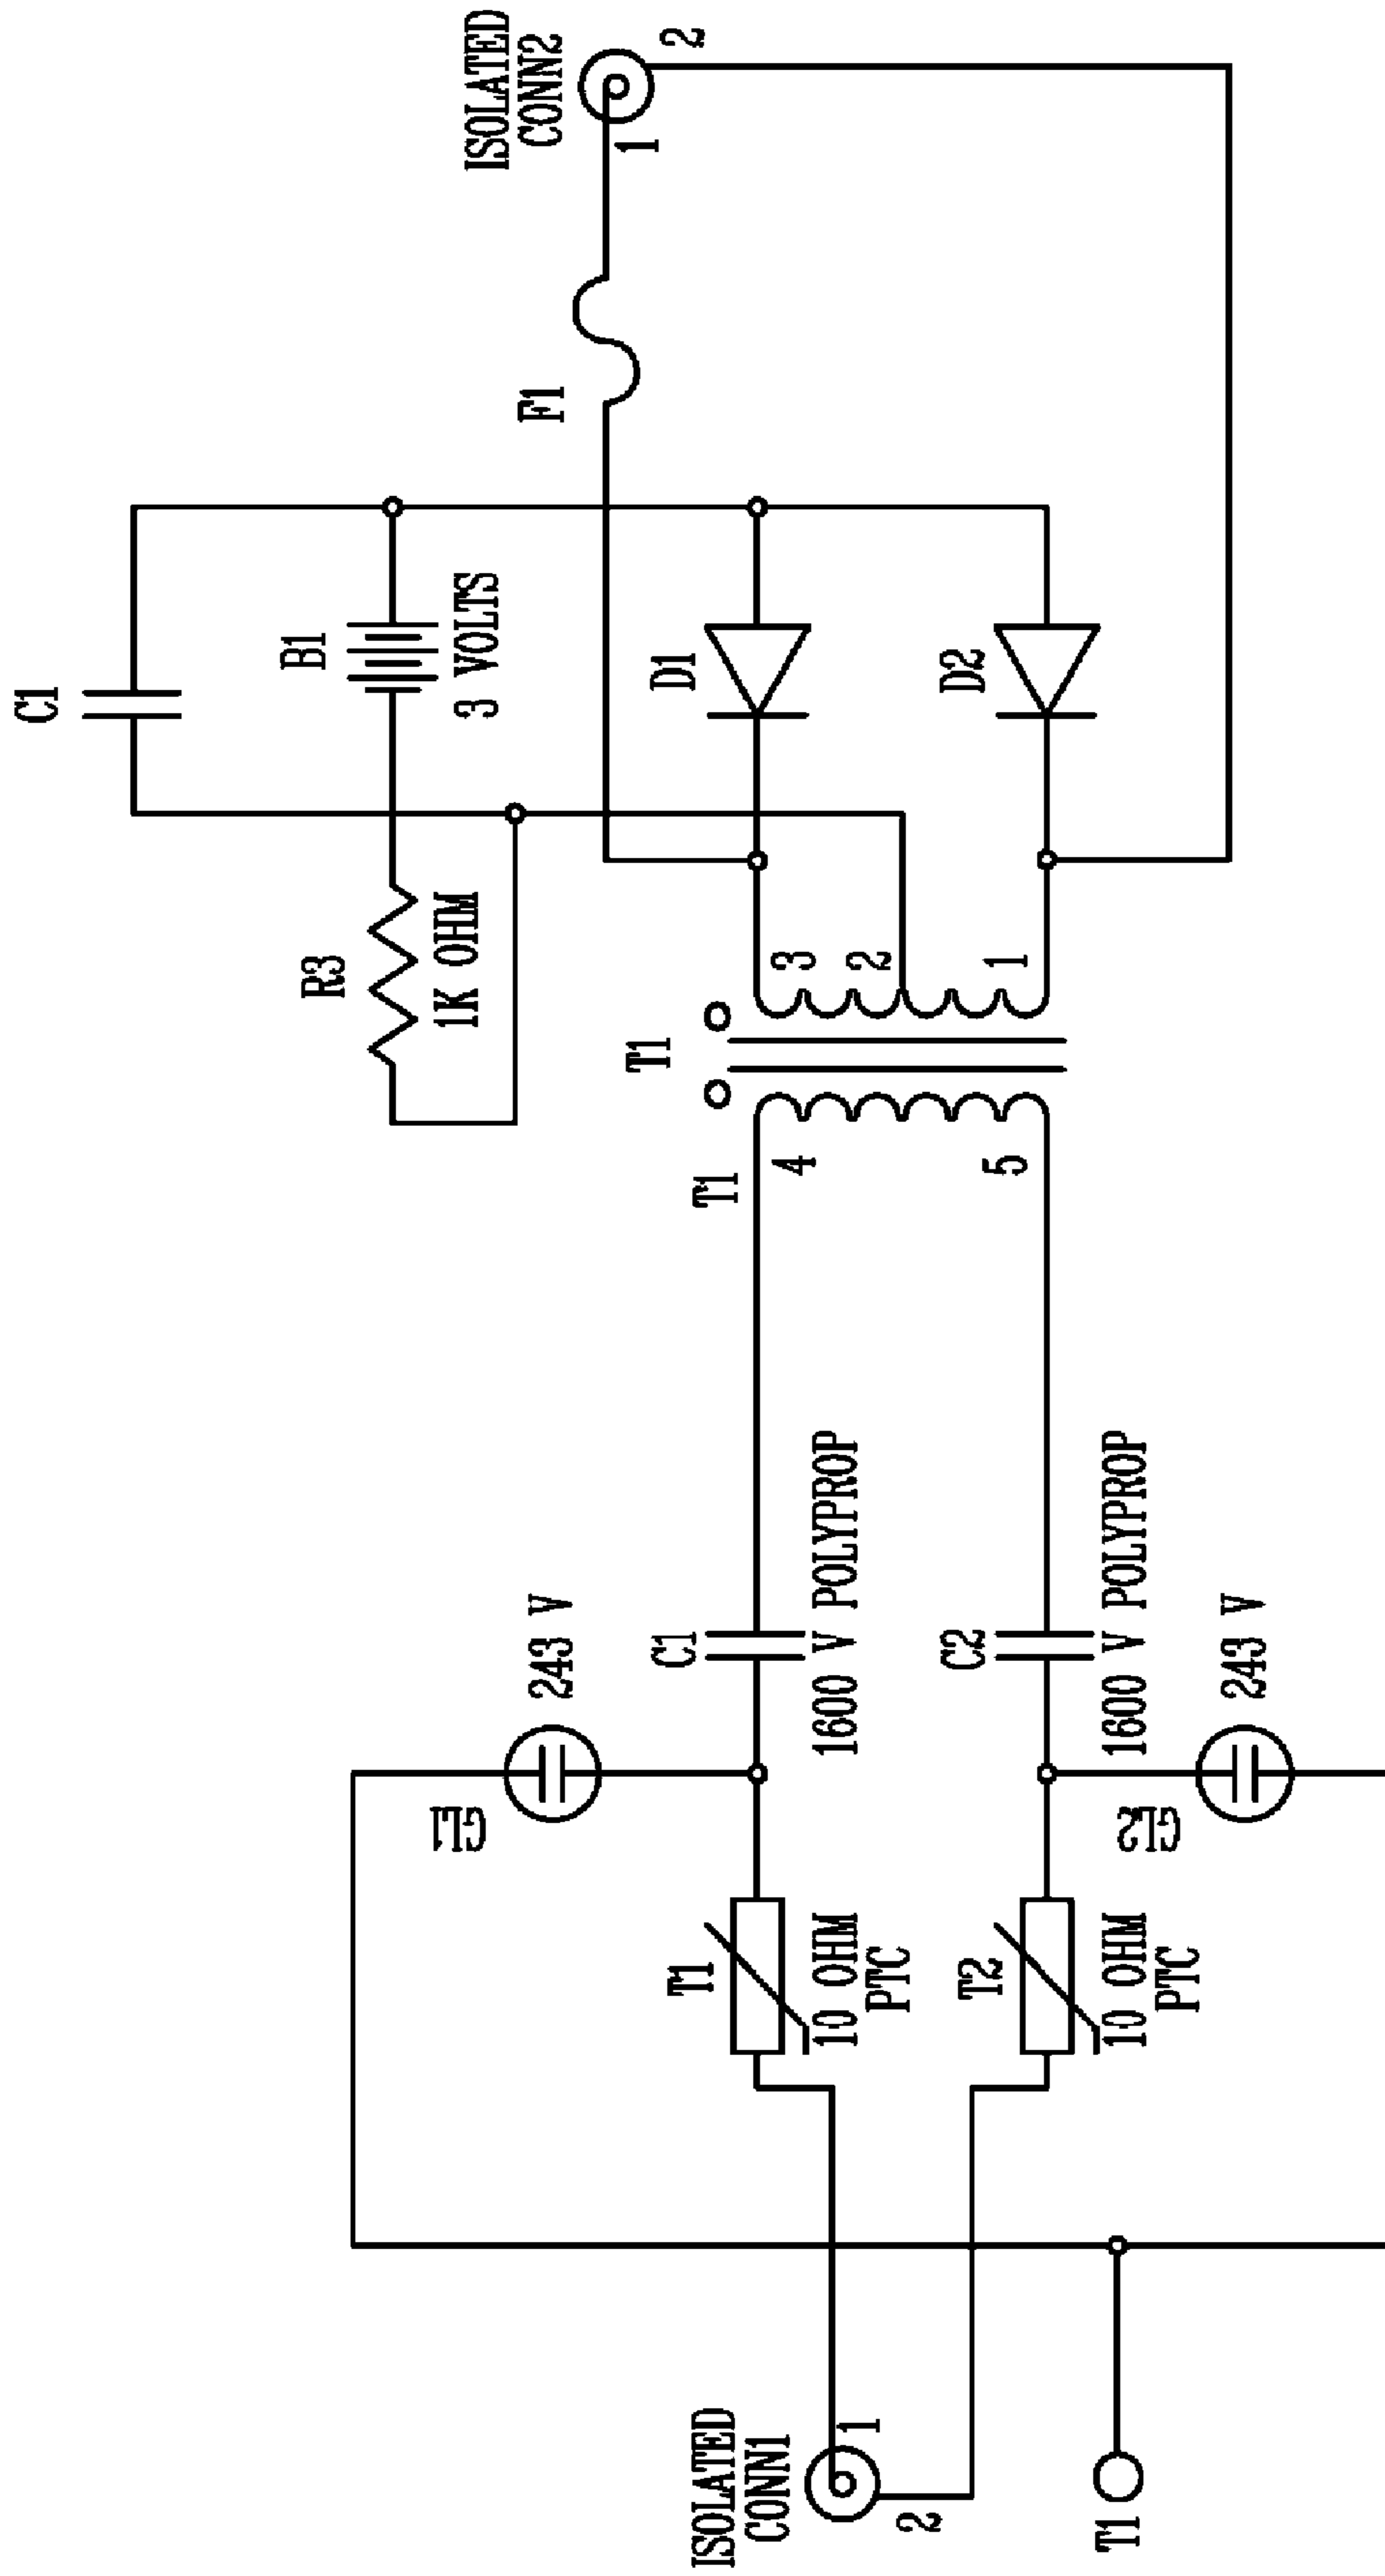 C1
B1
3 VOLTS
R3
1K OHM
ISOLATED
CONN2
1
2
F1
D1
D2
T1
3
2
1
T1
4
5
GL1
243 V
C1
1600 V POLYPROP
C2
1600 V POLYPROP
GL2
243 V
T1
10 OHM
PTC
T2
10 OHM
PTC
ISOLATED
CONN1
1
2
T1